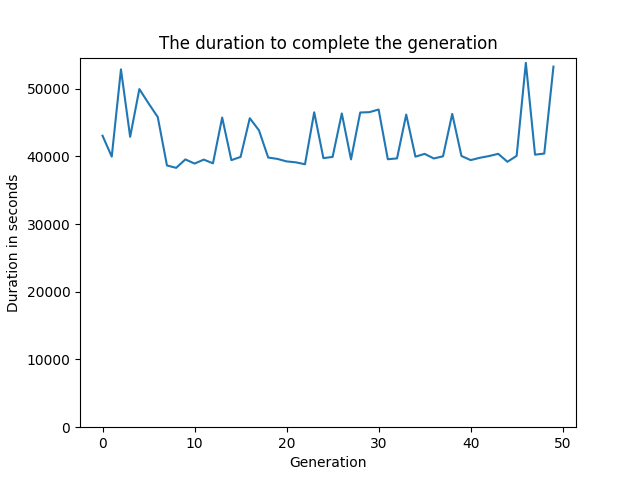 The duration to complete the generation
50000
40000
30000
20000
10000
0
Duration in seconds
0 10 20 30 40 50
Generation